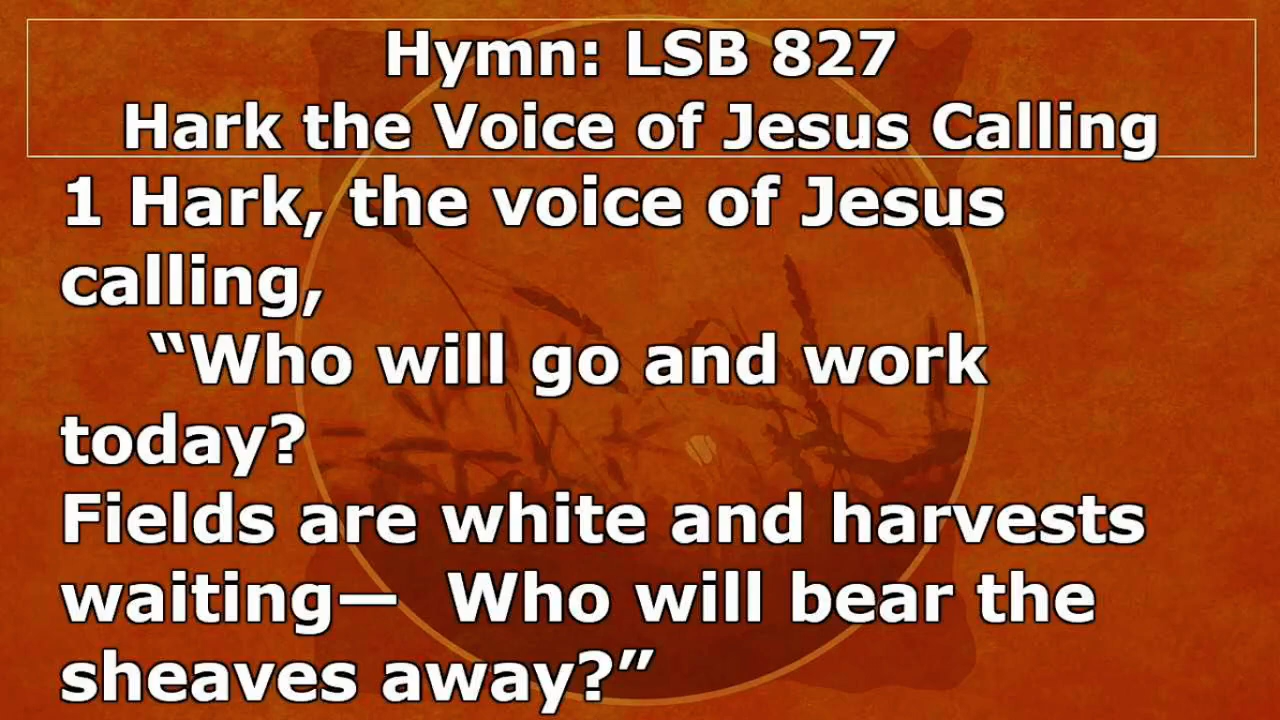 Hymn: LSB 827
Hark the Voice of Jesus Calling
1 Hark, the voice of Jesus
calling,
“Who will go and work
today?
Fields are white and harvests
waiting— Who will bear the
sheaves away?”